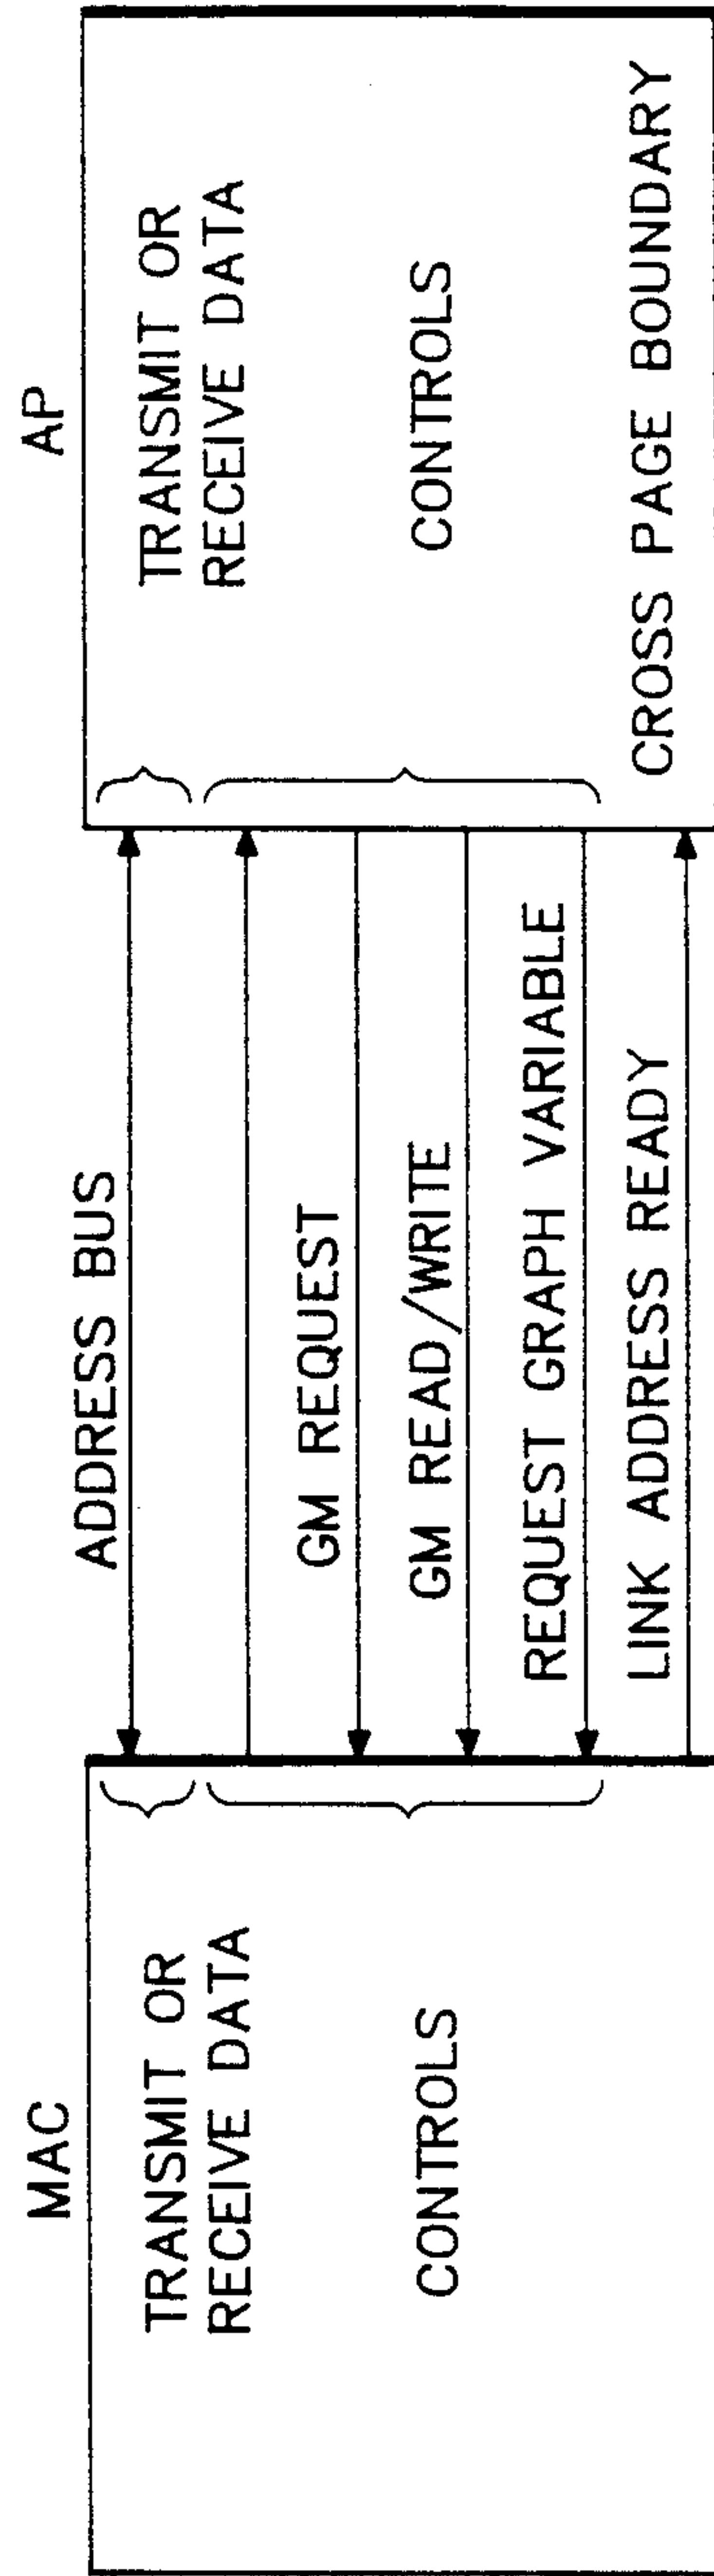 MAC
TRANSMIT OR
RECEIVE DATA
CONTROLS
ADDRESS BUS
GM REQUEST
GM READ/WRITE
REQUEST GRAPH VARIABLE
LINK ADDRESS READY
AP
TRANSMIT OR
RECEIVE DATA
CONTROLS
CROSS PAGE BOUNDARY